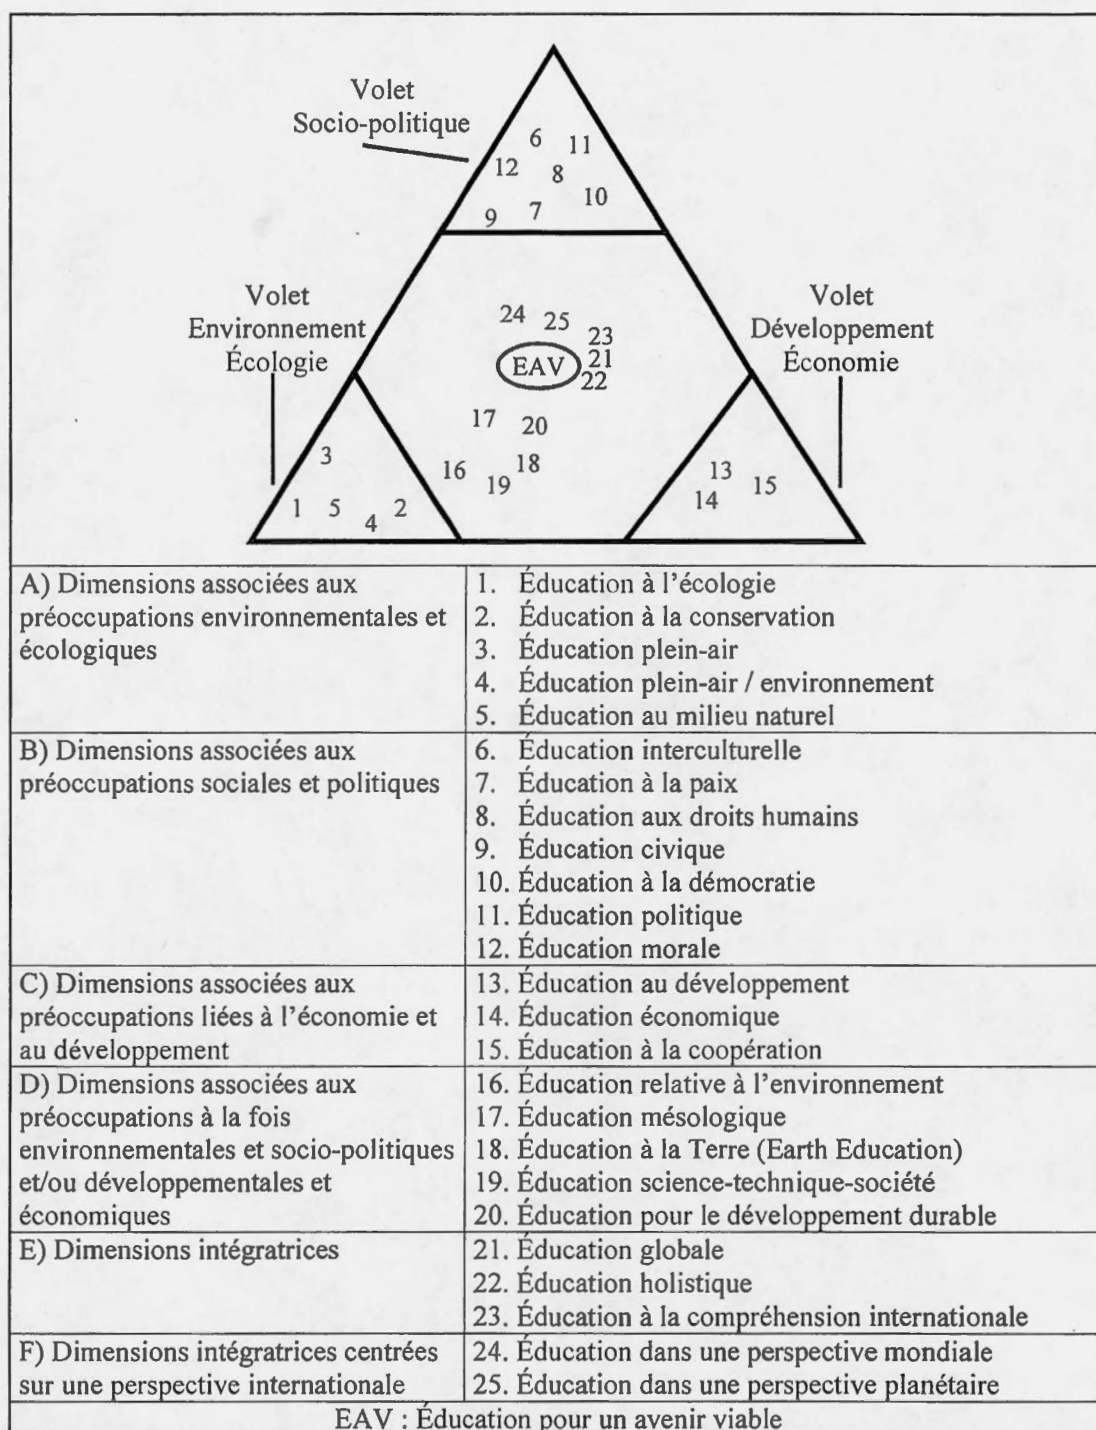 Volet
Socio-politique
6 11
12 8
10
9 7
Volet
Environnement
Écologie
Volet
Développement
Économie
24 25 23
EAV 21
22
17 20
16 18
19
3
1 5 4 2
13 15
14
A) Dimensions associées aux
préoccupations environnementales et
écologiques
1. Éducation à l'écologie
2. Éducation à la conservation
3. Éducation plein-air
4. Éducation plein-air / environnement
5. Éducation au milieu naturel
B) Dimensions associées aux
préoccupations sociales et politiques
6. Éducation interculturelle
7. Éducation à la paix
8. Éducation aux droits humains
9. Éducation civique
10. Éducation à la démocratie
11. Éducation politique
12. Éducation morale
C) Dimensions associées aux
préoccupations liées à l'économie et
au développement
13. Éducation au développement
14. Éducation économique
15. Éducation à la coopération
D) Dimensions associées aux
préoccupations à la fois
environnementales et socio-politiques
et/ou développementales et
économiques
16. Éducation relative à l'environnement
17. Éducation mésologique
18. Éducation à la Terre (Earth Education)
19. Éducation science-technique-société
20. Éducation pour le développement durable
E) Dimensions intégratrices
21. Éducation globale
22. Éducation holistique
23. Éducation à la compréhension internationale
F) Dimensions intégratrices centrées
sur une perspective internationale
24. Éducation dans une perspective mondiale
25. Éducation dans une perspective planétaire
EAV : Éducation pour un avenir viable